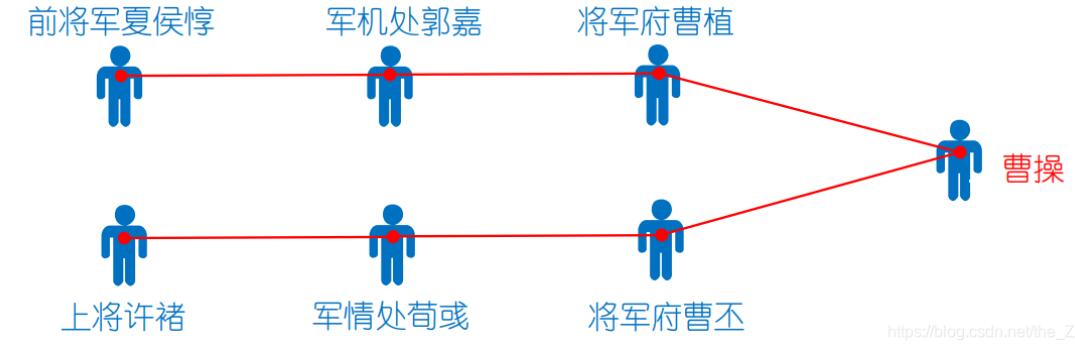 前将军夏侯惇
军机处郭嘉
将军府曹植
曹操
上将许褚
军情处荀彧
将军府曹丕
https://blog.csdn.net/the_Z